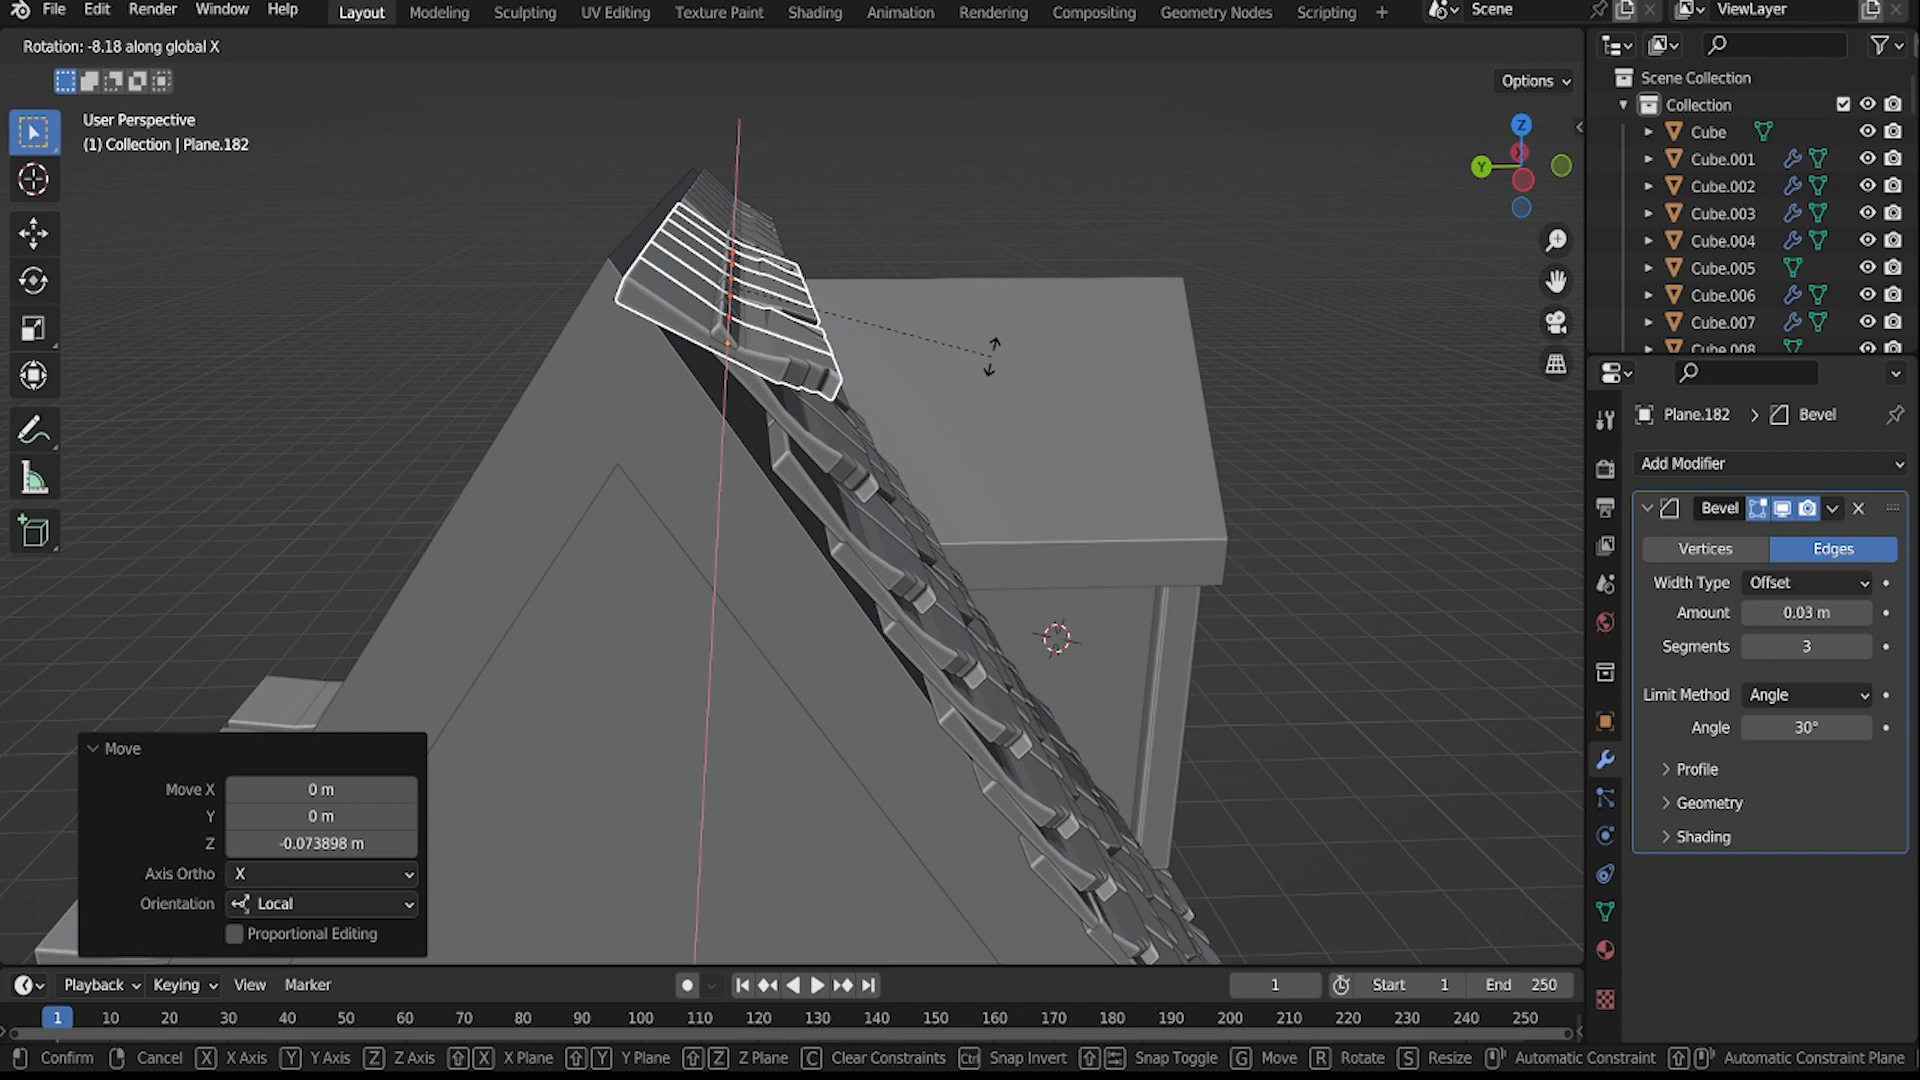 File Edit Render Window Help Layout Modeling Sculpting UV Editing Texture Paint Shading Animation Rendering Compositing Geometry Nodes Scripting + Scene ViewLayer
Rotation: -8.18 along global X
Options
User Perspective
(1) Collection | Plane.182
Z
Y
Scene Collection
Collection
Cube
Cube.001
Cube.002
Cube.003
Cube.004
Cube.005
Cube.006
Cube.007
Cube.008
Plane.182 > Bevel
Add Modifier
Bevel
Vertices Edges
Width Type Offset
Amount 0.03 m
Segments 3
Limit Method Angle
Angle 30°
Profile
Geometry
Shading
Move
Move X 0 m
Y 0 m
Z -0.073898 m
Axis Ortho X
Orientation Local
Proportional Editing
Playback Keying View Marker 1 Start 1 End 250
1 10 20 30 40 50 60 70 80 90 100 110 120 130 140 150 160 170 180 190 200 210 220 230 240 250
Confirm Cancel X X Axis Y Y Axis Z Z Axis X X Plane Y Y Plane Z Z Plane C Clear Constraints Ctrl Snap Invert Snap Toggle G Move R Rotate S Resize Automatic Constraint Automatic Constraint Plane